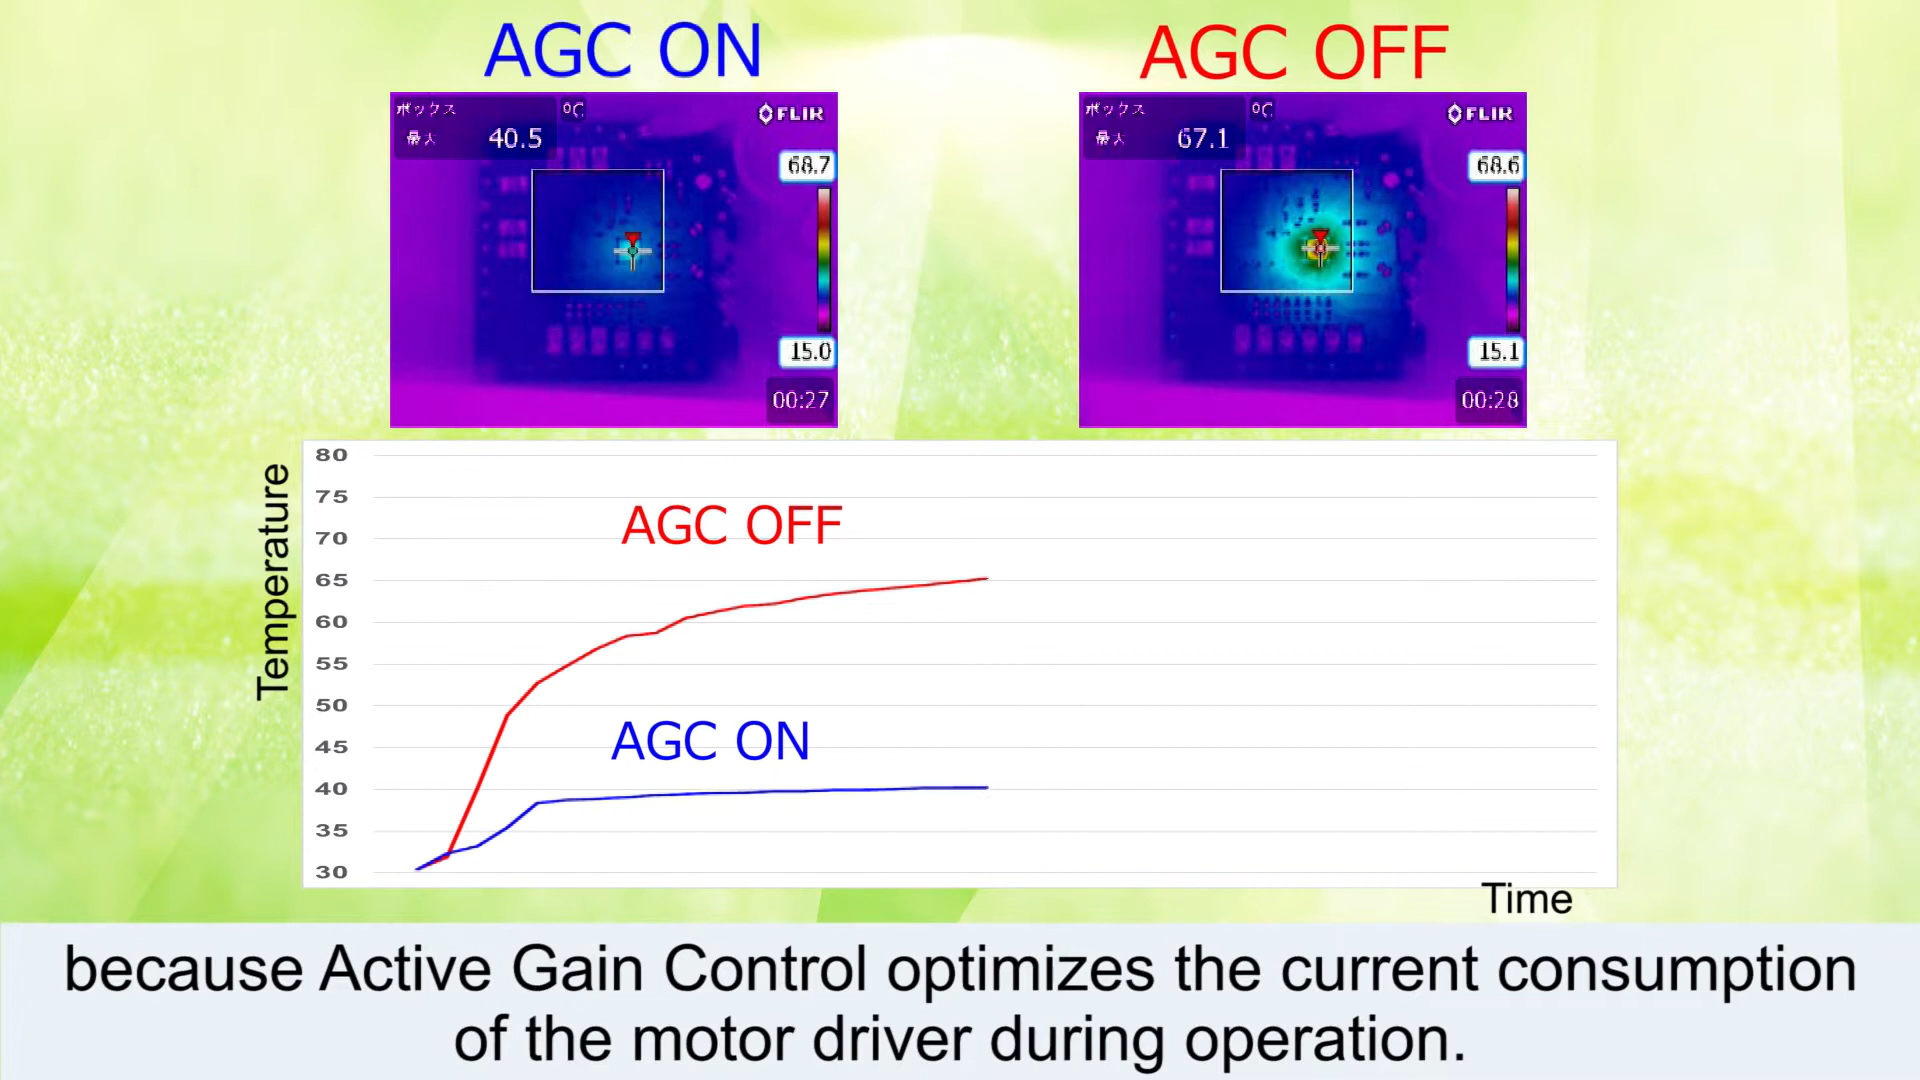 AGC ON
AGC OFF
ボックス
℃
FLIR
最大
40.5
68.7
15.0
00:27
ボックス
℃
FLIR
最大
67.1
68.6
15.1
00:28
Temperature
80
75
70
65
60
55
50
45
40
35
30
AGC OFF
AGC ON
Time
because Active Gain Control optimizes the current consumption
of the motor driver during operation.